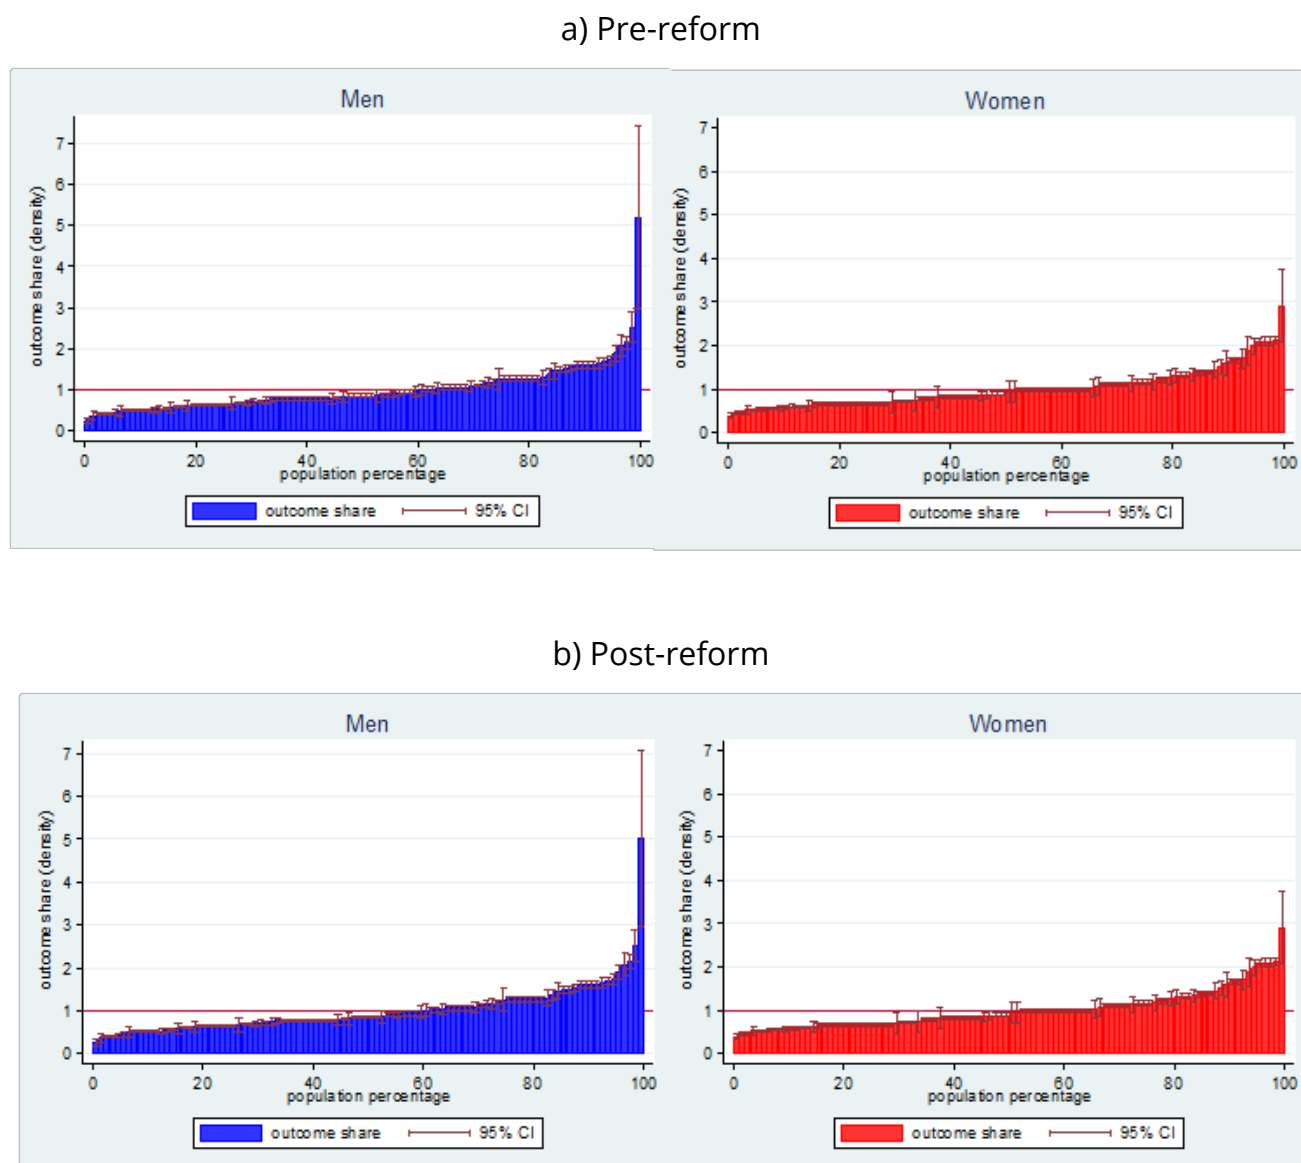 a) Pre-reform
Men
outcome share (density)
7
6
5
4
3
2
1
0
0 20 40 60 80 100
population percentage
outcome share 95% CI
Women
outcome share (density)
7
6
5
4
3
2
1
0
0 20 40 60 80 100
population percentage
outcome share 95% CI
b) Post-reform
Men
outcome share (density)
7
6
5
4
3
2
1
0
0 20 40 60 80 100
population percentage
outcome share 95% CI
Women
outcome share (density)
7
6
5
4
3
2
1
0
0 20 40 60 80 100
population percentage
outcome share 95% CI